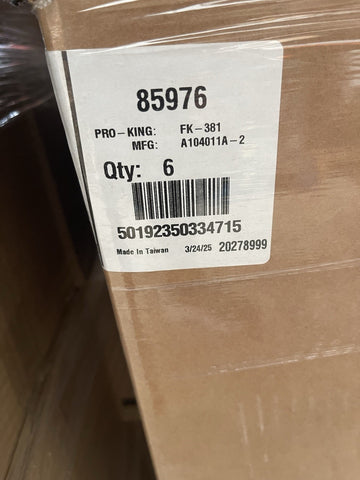 85976
PRO-KING: FK-381
MFG: A104011A-2
Qty: 6
50192350334715
Made In Taiwan 3/24/25 20278999